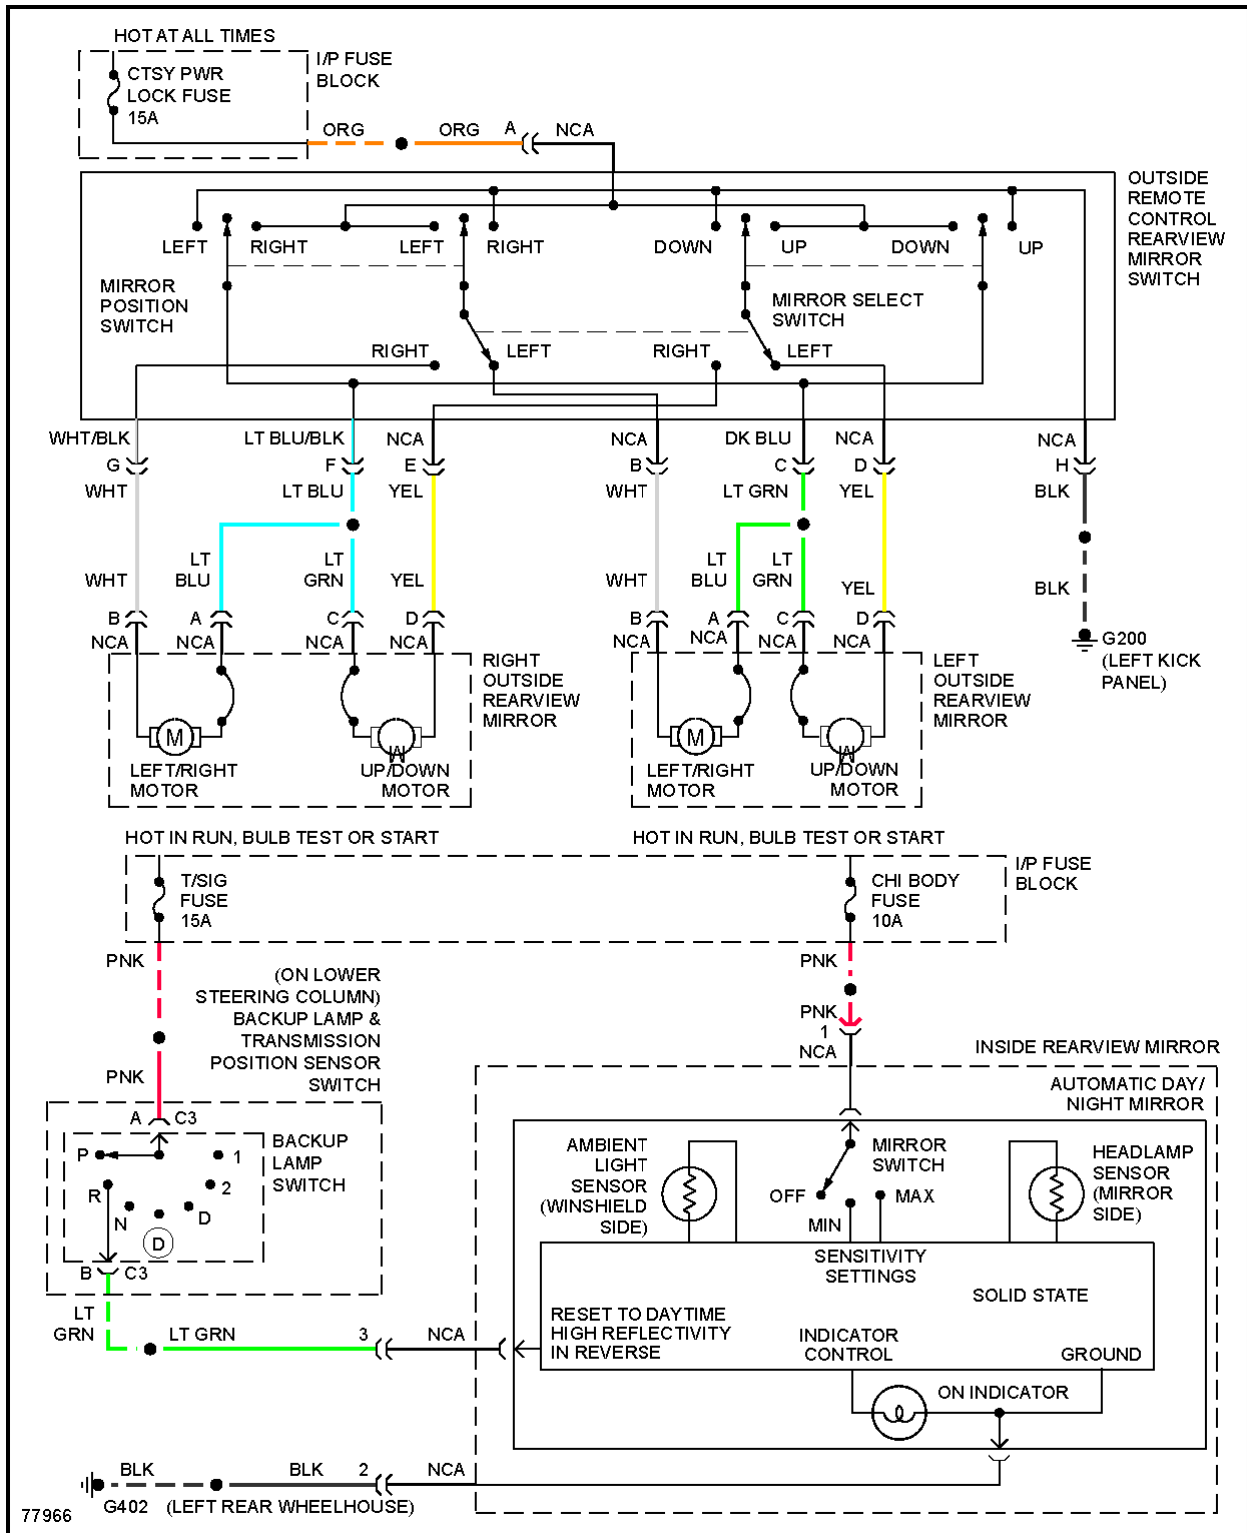 HOT AT ALL TIMES
I/P FUSE
BLOCK
CTSY PWR
LOCK FUSE
15A
ORG
ORG
A
NCA
OUTSIDE
REMOTE
CONTROL
REARVIEW
MIRROR
SWITCH
LEFT
RIGHT
LEFT
RIGHT
DOWN
UP
DOWN
UP
MIRROR
POSITION
SWITCH
MIRROR SELECT
SWITCH
RIGHT
LEFT
RIGHT
LEFT
WHT/BLK
LT BLU/BLK
NCA
NCA
DK BLU
NCA
NCA
G
F
E
B
C
D
H
WHT
LT BLU
YEL
WHT
LT GRN
YEL
BLK
WHT
LT
BLU
LT
GRN
YEL
WHT
LT
BLU
LT
GRN
YEL
BLK
B
A
C
D
B
A
C
D
NCA
NCA
NCA
NCA
NCA
NCA
NCA
NCA
G200
(LEFT KICK
PANEL)
RIGHT
OUTSIDE
REARVIEW
MIRROR
LEFT
OUTSIDE
REARVIEW
MIRROR
M
M
M
M
LEFT/RIGHT
MOTOR
UP/DOWN
MOTOR
LEFT/RIGHT
MOTOR
UP/DOWN
MOTOR
HOT IN RUN, BULB TEST OR START
HOT IN RUN, BULB TEST OR START
I/P FUSE
BLOCK
T/SIG
FUSE
15A
CHI BODY
FUSE
10A
PNK
PNK
(ON LOWER
STEERING COLUMN)
BACKUP LAMP &
TRANSMISSION
POSITION SENSOR
SWITCH
PNK
PNK
1
NCA
INSIDE REARVIEW MIRROR
AUTOMATIC DAY/
NIGHT MIRROR
A
C3
BACKUP
LAMP
SWITCH
P
1
R
2
N
D
D
B
C3
AMBIENT
LIGHT
SENSOR
(WINSHIELD
SIDE)
MIRROR
SWITCH
OFF
MAX
MIN
HEADLAMP
SENSOR
(MIRROR
SIDE)
SENSITIVITY
SETTINGS
SOLID STATE
LT
GRN
LT GRN
3
NCA
RESET TO DAYTIME
HIGH REFLECTIVITY
IN REVERSE
INDICATOR
CONTROL
GROUND
ON INDICATOR
BLK
BLK
2
NCA
G402
(LEFT REAR WHEELHOUSE)
77966